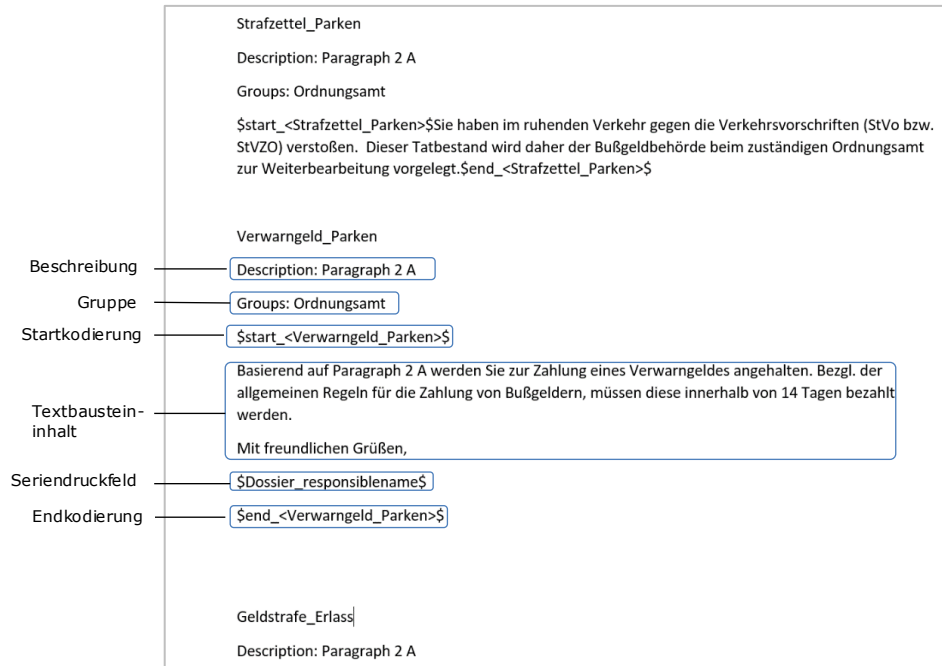 Strafzettel_Parken
Description: Paragraph 2 A
Groups: Ordnungsamt
$start_<Strafzettel_Parken>$Sie haben im ruhenden Verkehr gegen die Verkehrsvorschriften (StVo bzw.
StVZO) verstoßen.  Dieser Tatbestand wird daher der Bußgeldbehörde beim zuständigen Ordnungsamt
zur Weiterbearbeitung vorgelegt.$end_<Strafzettel_Parken>$
Verwarngeld_Parken
Beschreibung
Description: Paragraph 2 A
Gruppe
Groups: Ordnungsamt
Startkodierung
$start_<Verwarngeld_Parken>$
Textbaustein-
inhalt
Basierend auf Paragraph 2 A werden Sie zur Zahlung eines Verwarngeldes angehalten. Bezgl. der
allgemeinen Regeln für die Zahlung von Bußgeldern, müssen diese innerhalb von 14 Tagen bezahlt
werden.
Mit freundlichen Grüßen,
Seriendruckfeld
$Dossier_responsiblename$
Endkodierung
$end_<Verwarngeld_Parken>$
Geldstrafe_Erlass
Description: Paragraph 2 A